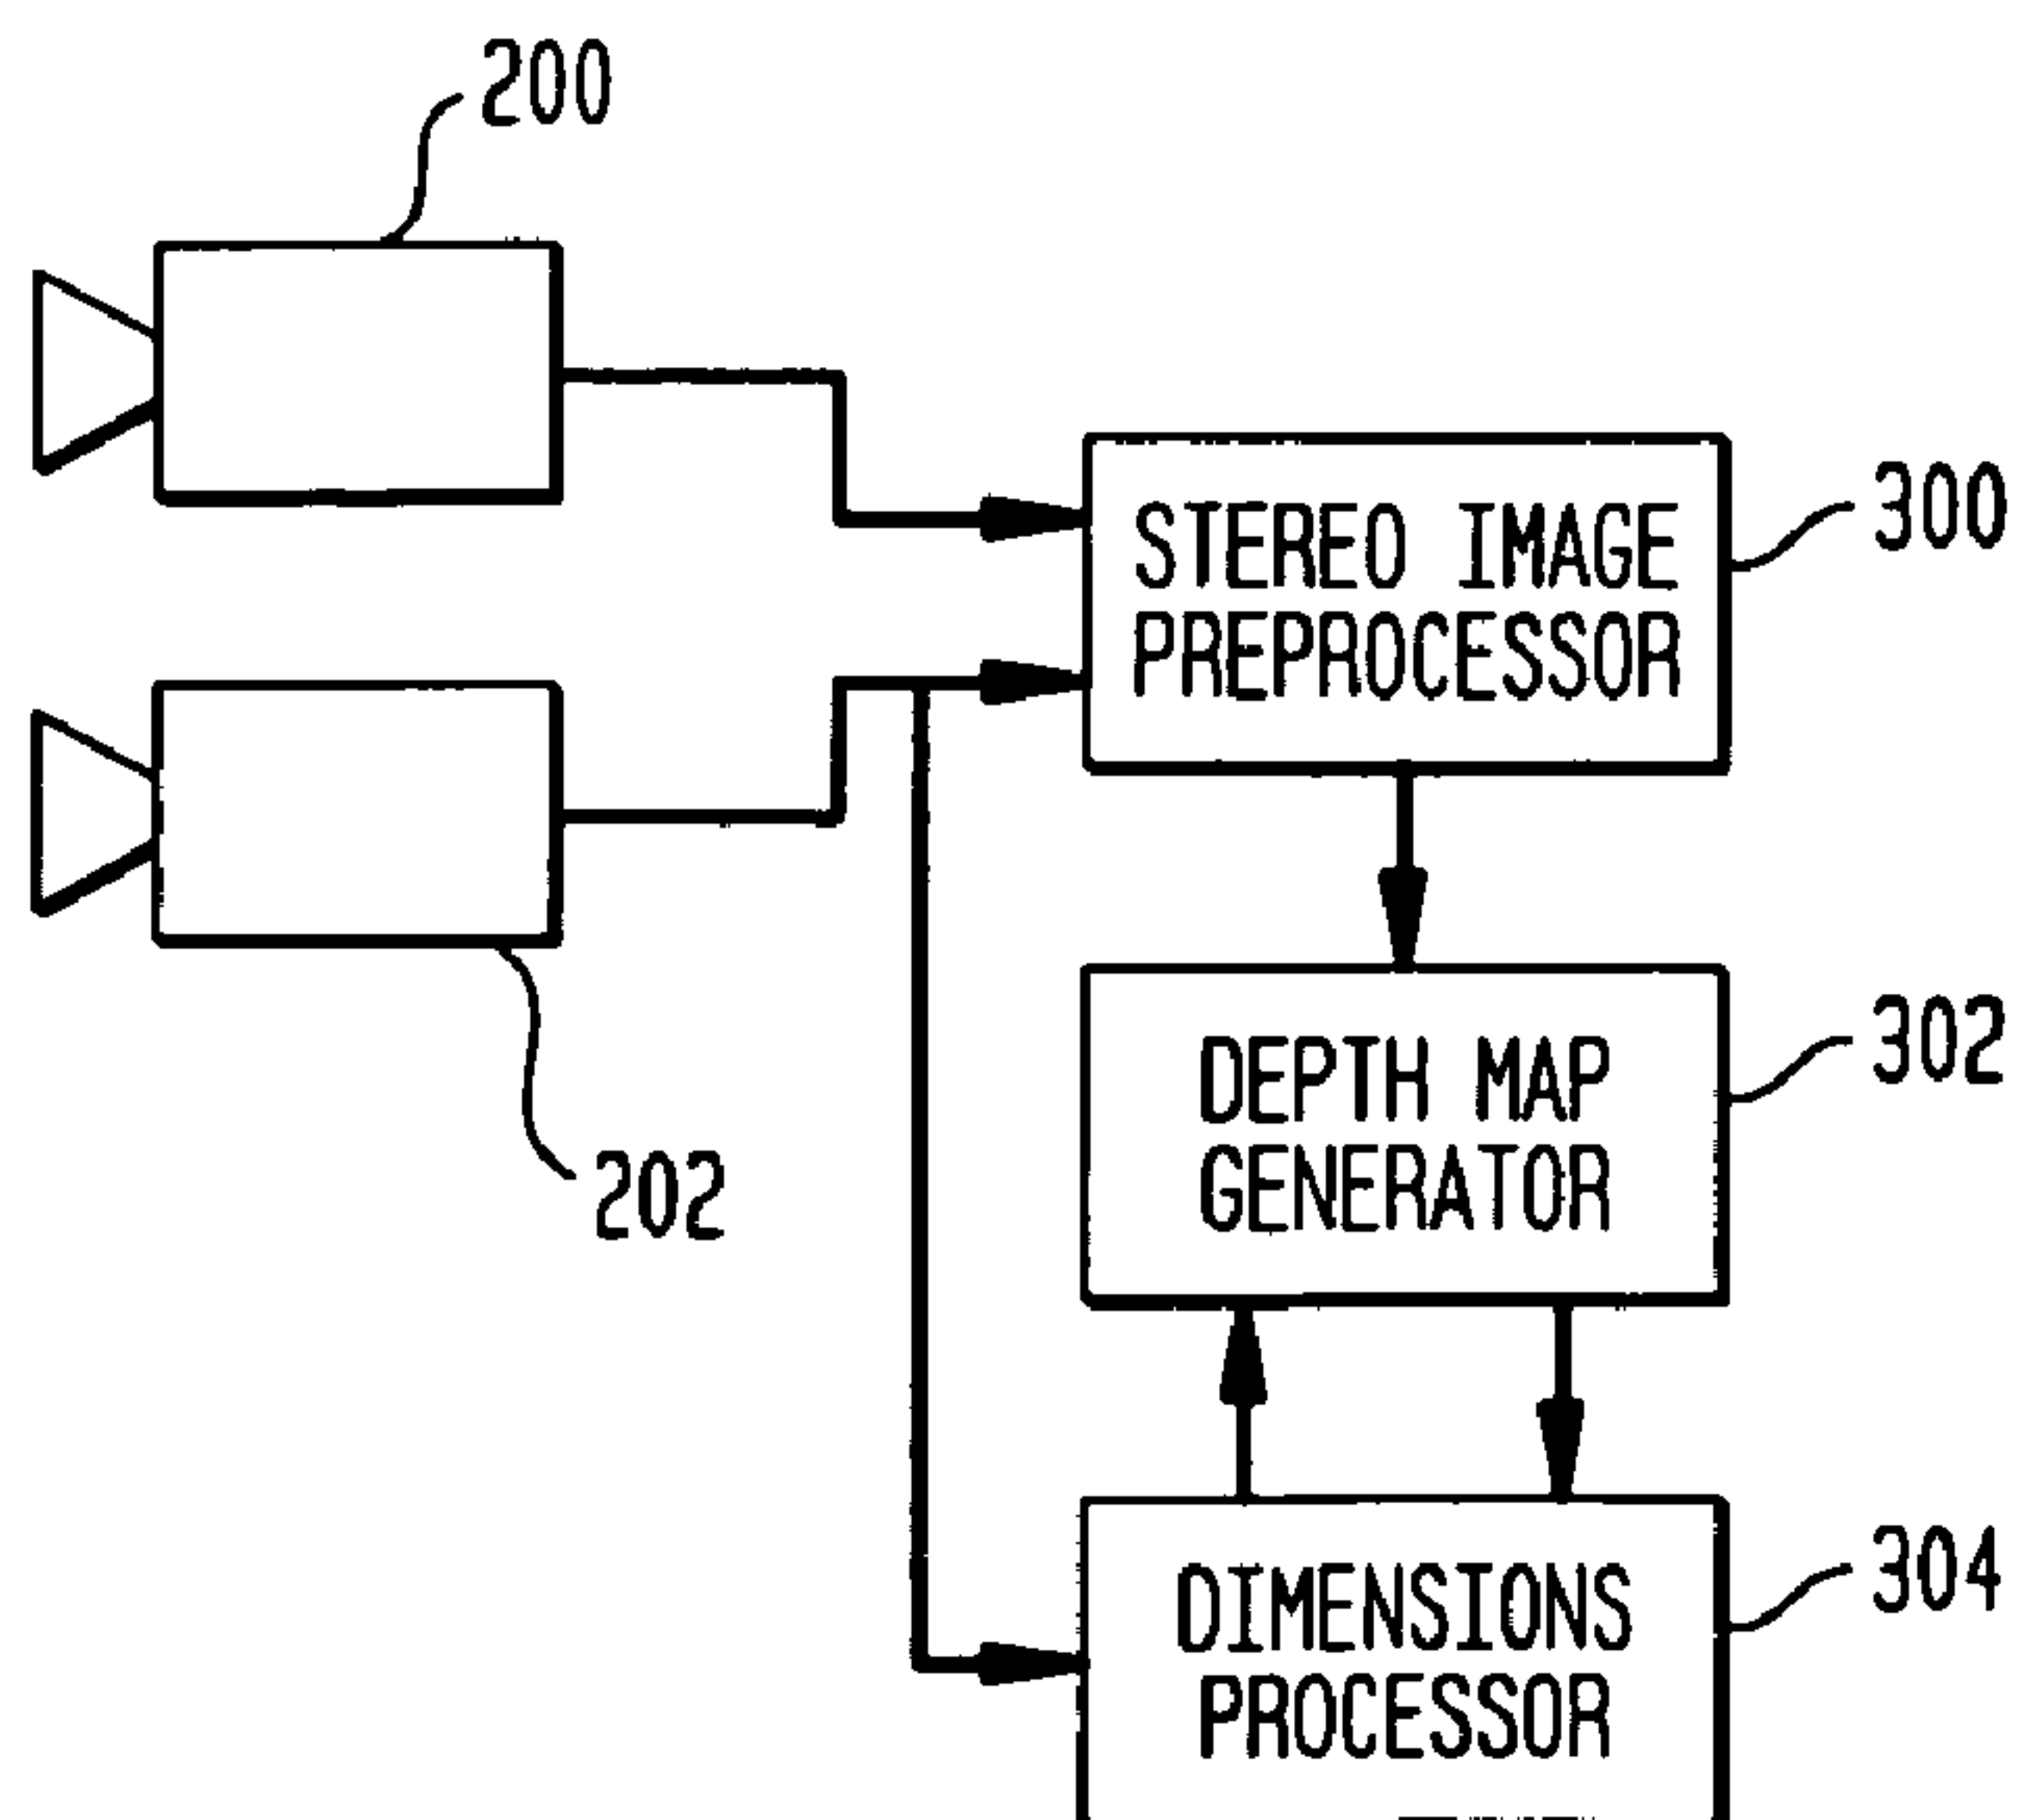 200
STEREO IMAGE
PREPROCESSOR
300
202
DEPTH MAP
GENERATOR
302
DIMENSIONS
PROCESSOR
304